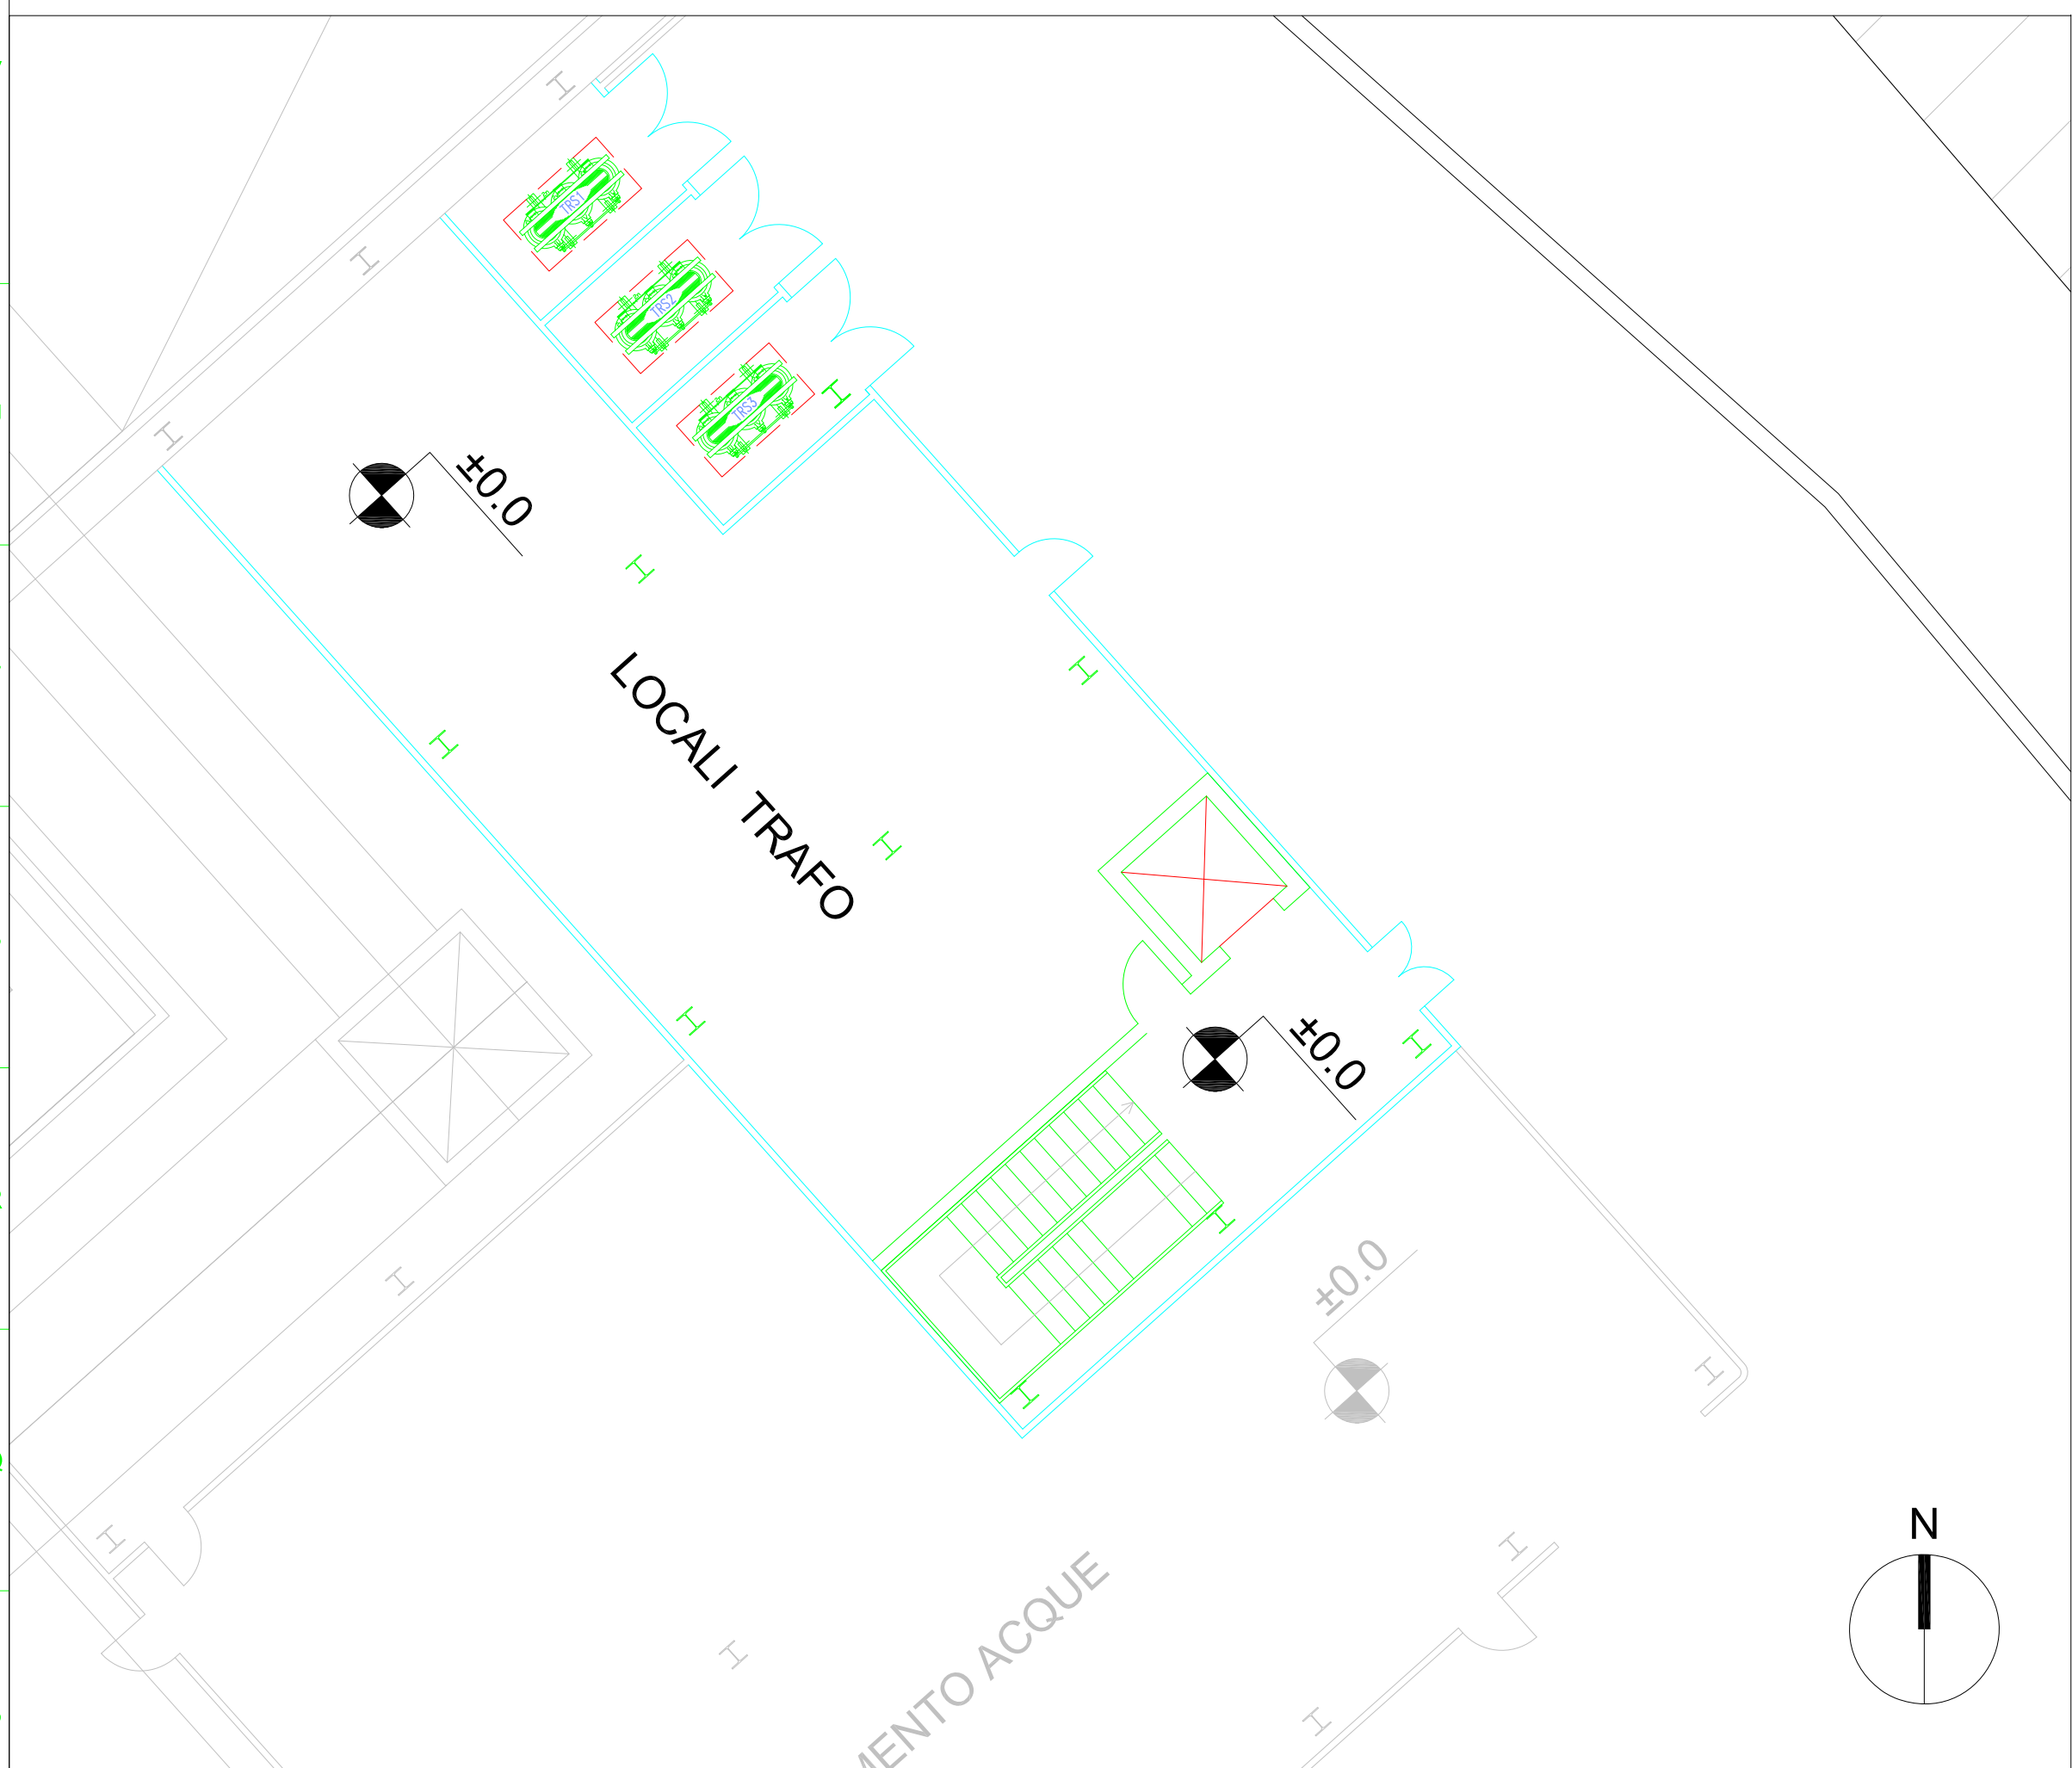 TRS1
TRS2
TRS3
±0.0
LOCALI TRAFO
±0.0
±0.0
N
MENTO ACQUE